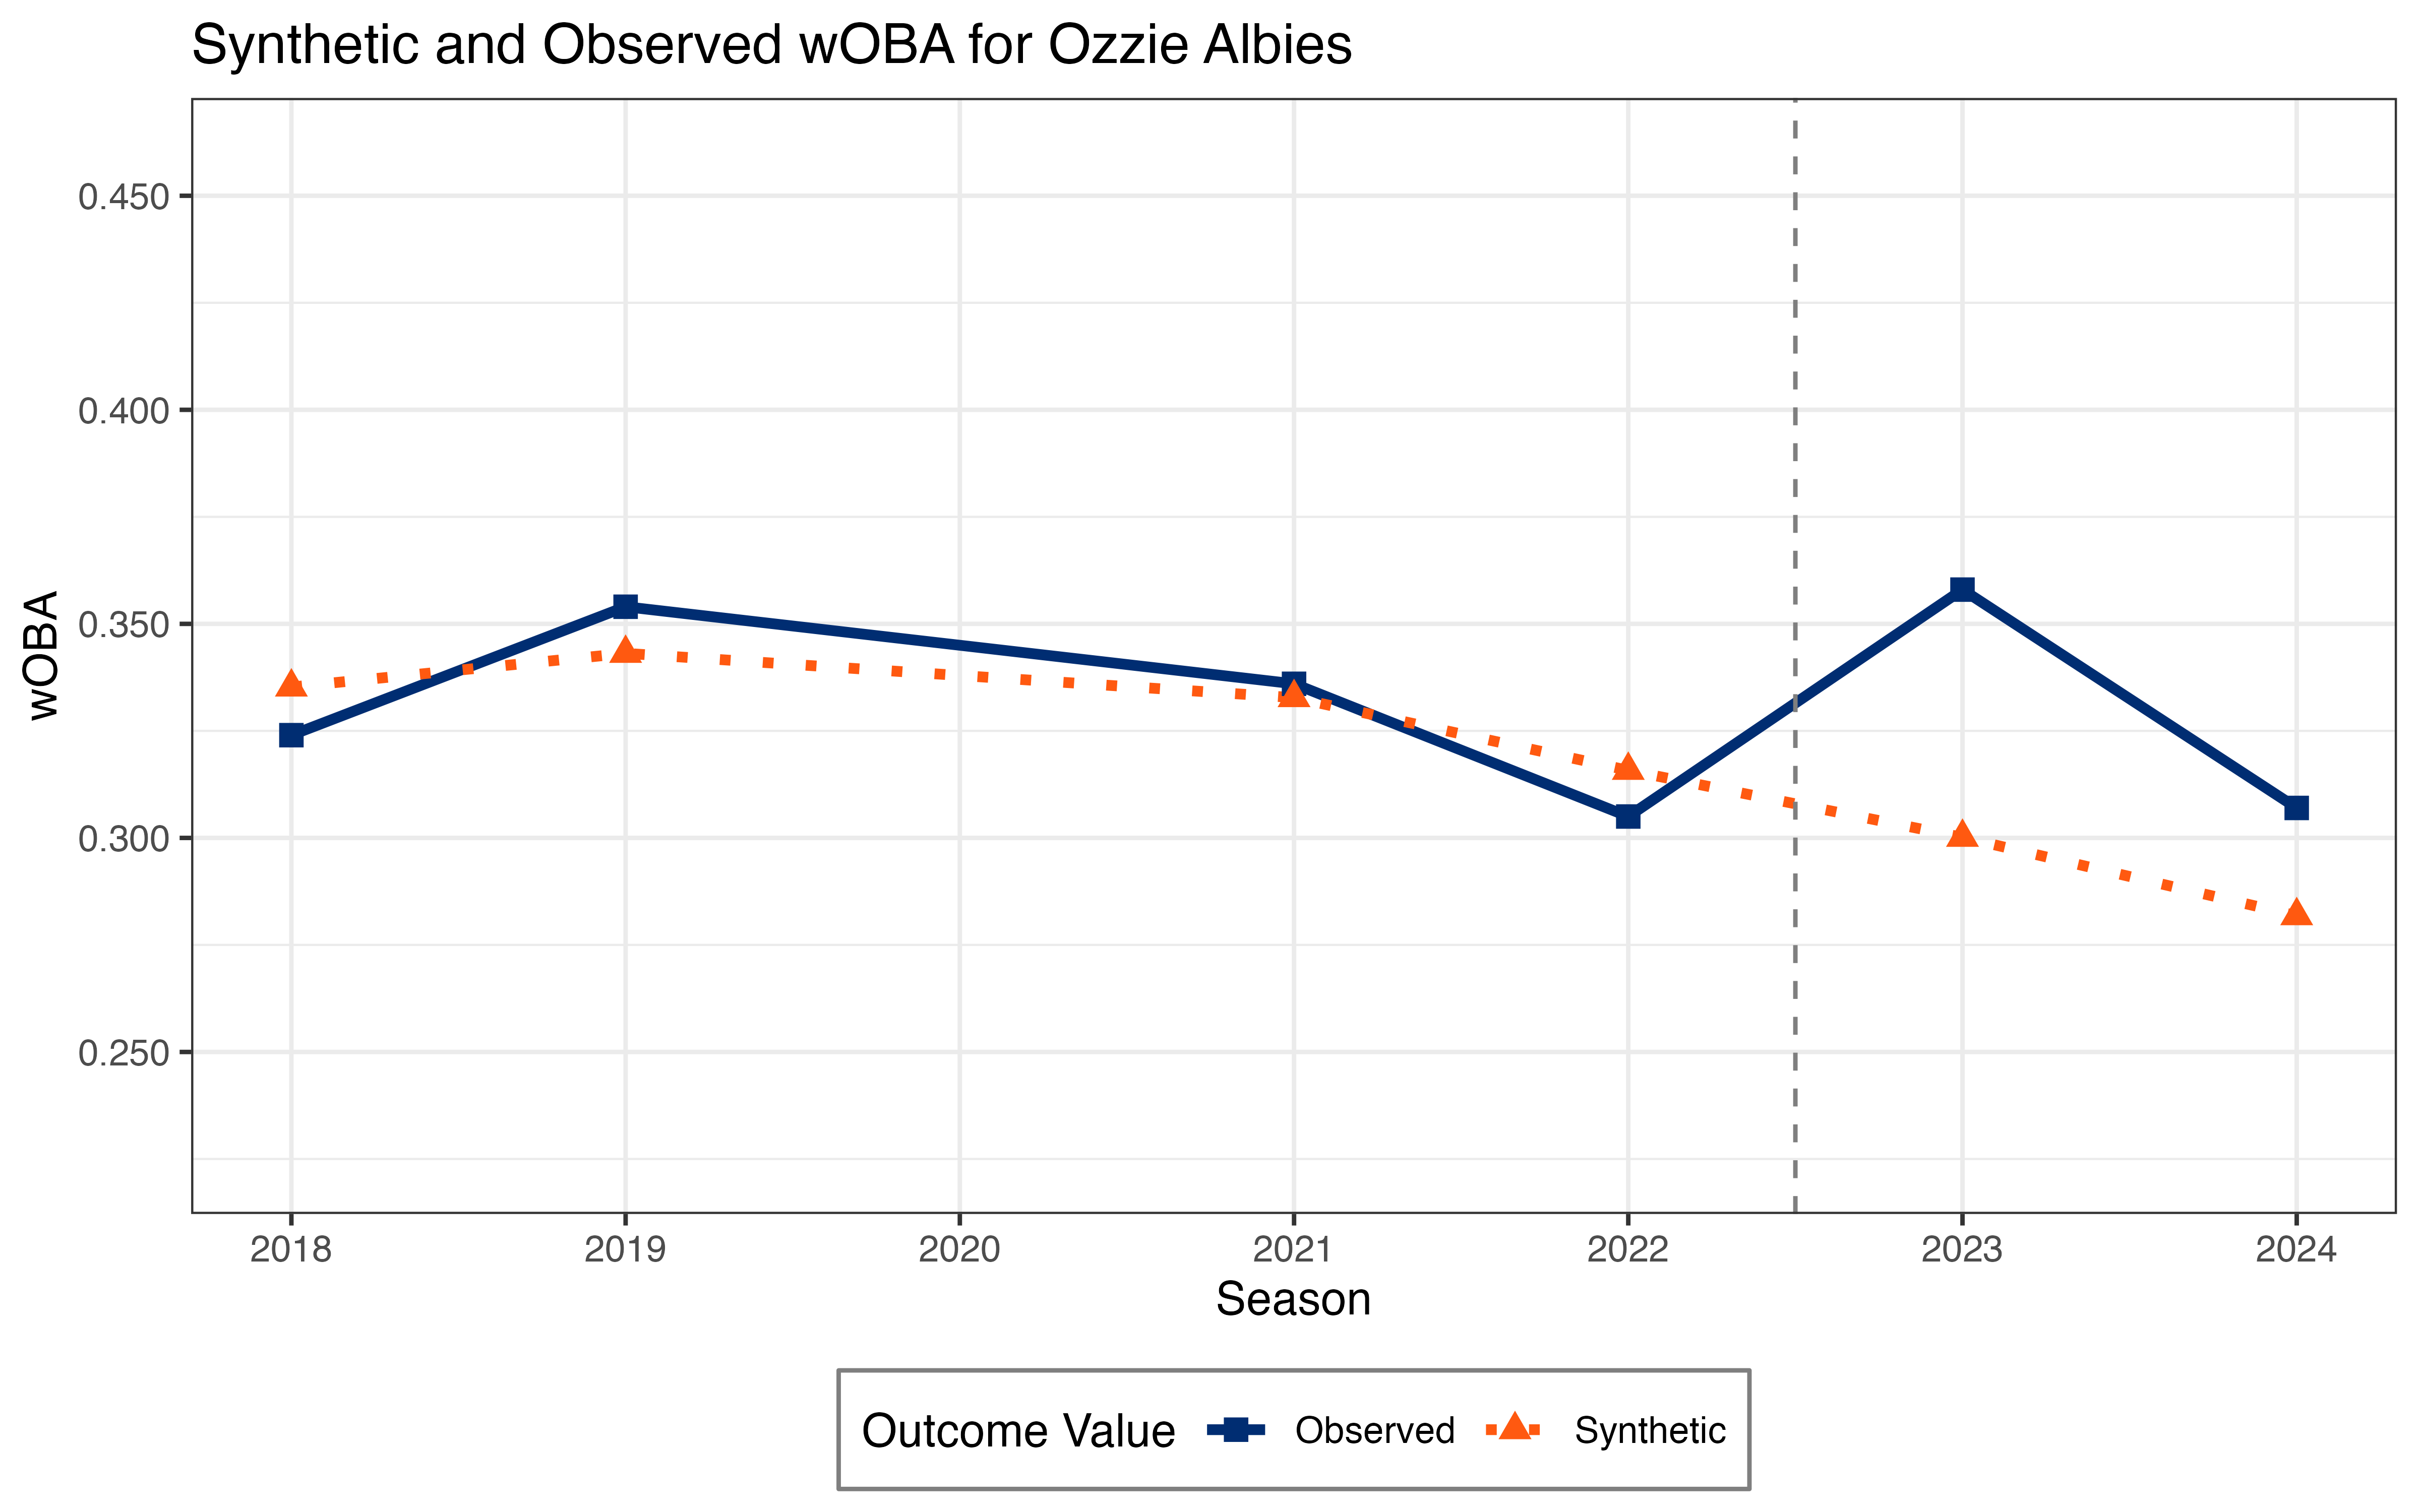 Synthetic and Observed wOBA for Ozzie Albies
0.450
0.400
0.350
0.300
0.250
wOBA
2018 2019 2020 2021 2022 2023 2024
Season
Outcome Value Observed Synthetic